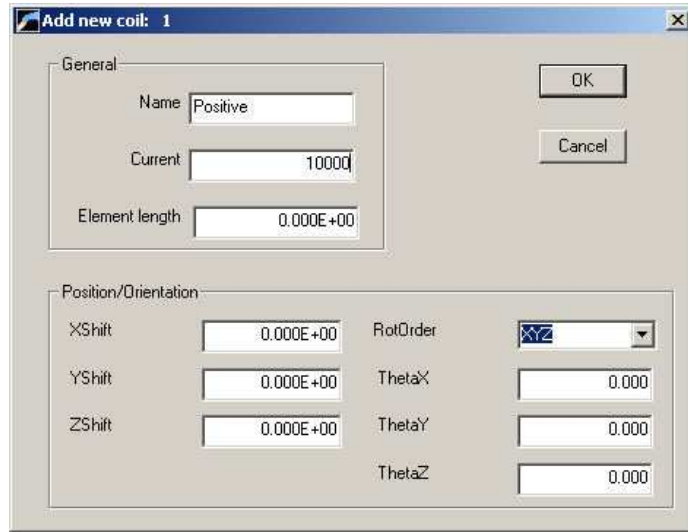 Add new coil: 1
General
Name Positive
Current 10000
Element length 0.000E+00
OK
Cancel
Position/Orientation
XShift 0.000E+00 RotOrder XYZ
YShift 0.000E+00 ThetaX 0.000
ZShift 0.000E+00 ThetaY 0.000
ThetaZ 0.000